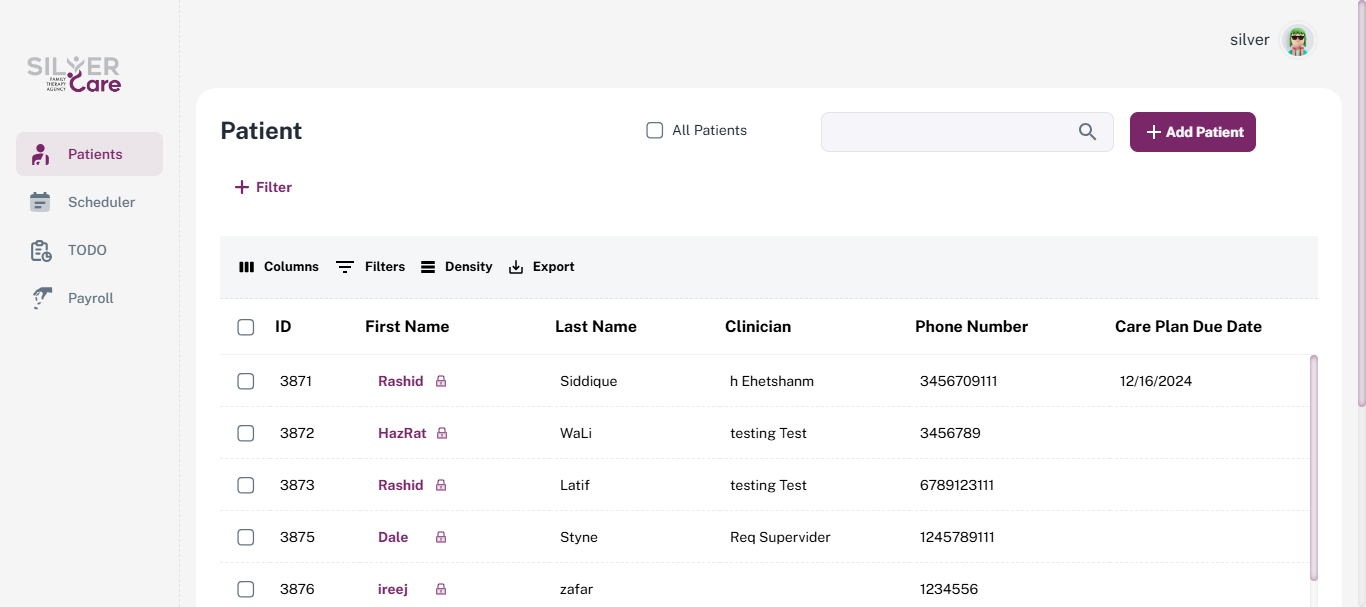 silver
SILVER
FAMILY
THERAPY
AGENCY
Care
Patient
All Patients
+ Add Patient
Patients
Scheduler
TODO
Payroll
+ Filter
Columns Filters Density Export
ID First Name Last Name Clinician Phone Number Care Plan Due Date
3871 Rashid Siddique h Ehetshanm 3456709111 12/16/2024
3872 HazRat WaLi testing Test 3456789
3873 Rashid Latif testing Test 6789123111
3875 Dale Styne Req Supervider 1245789111
3876 ireej zafar 1234556